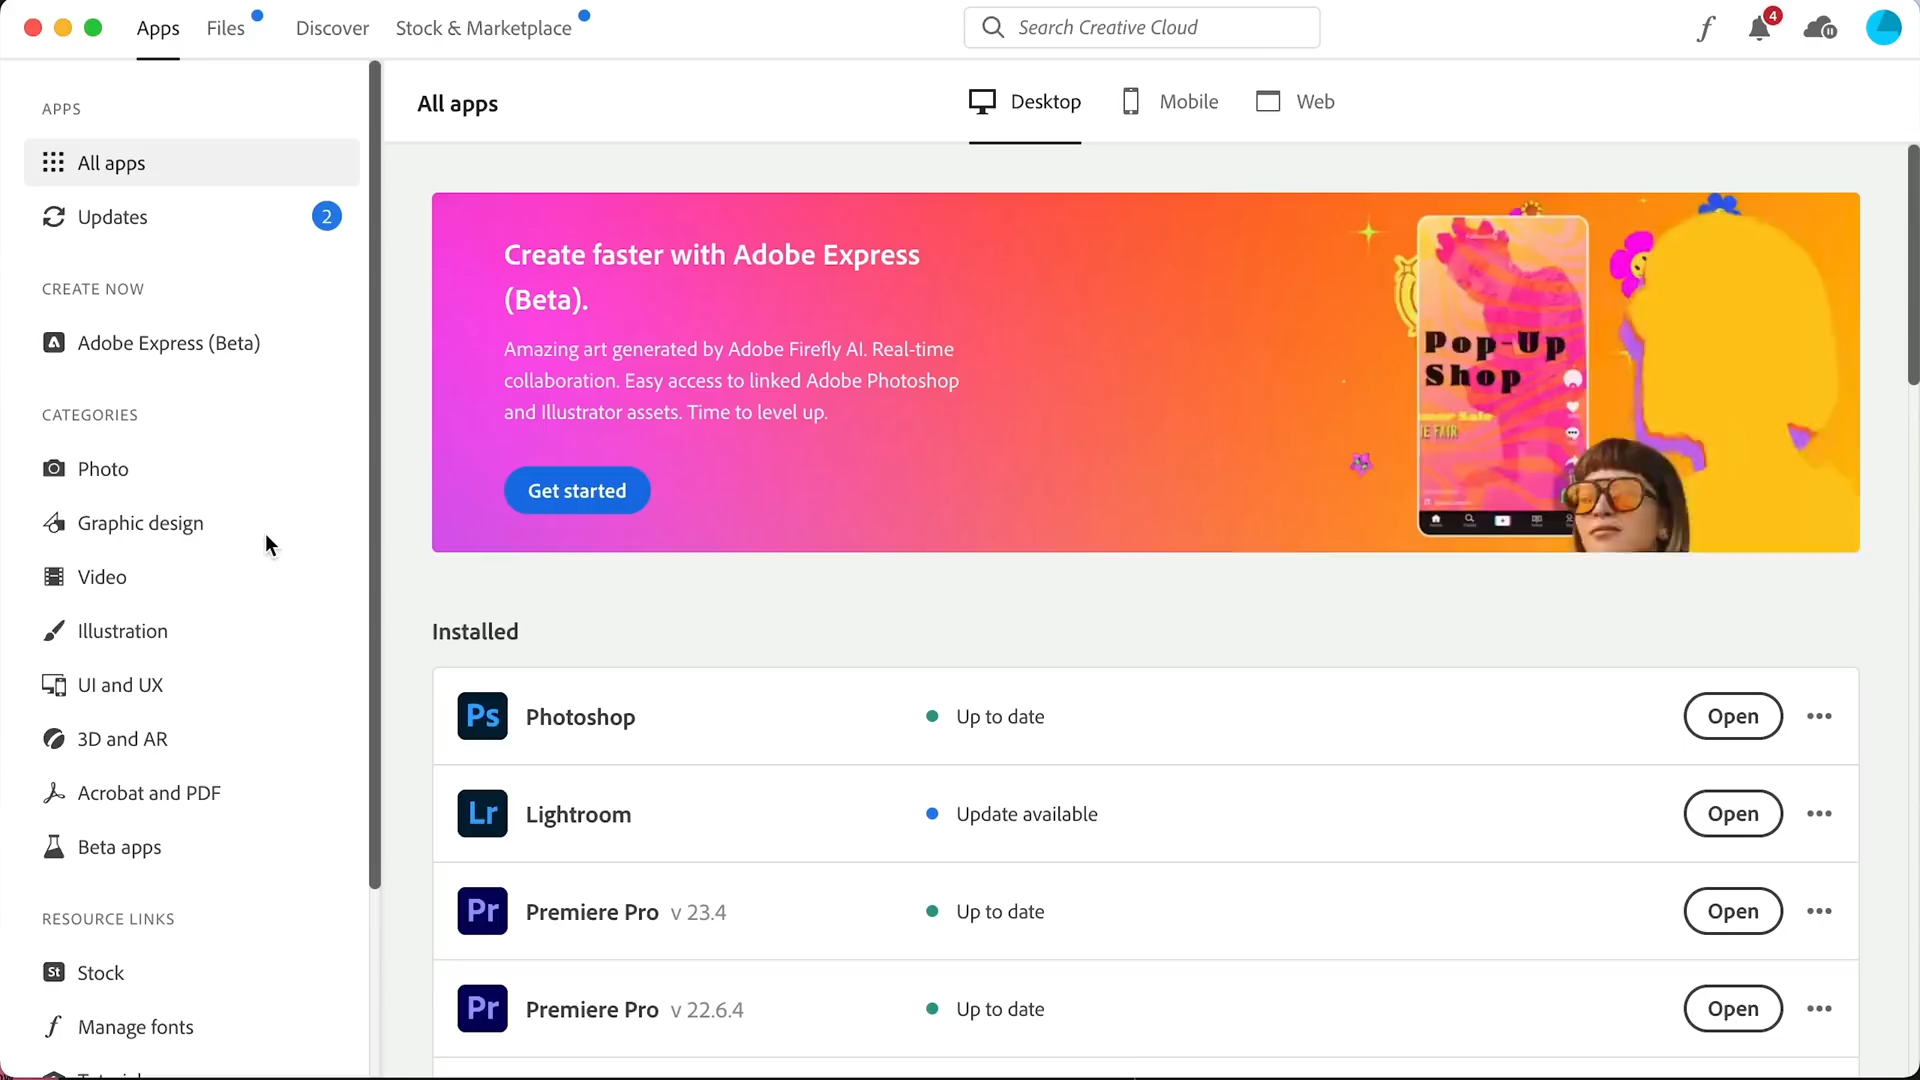 Apps Files Discover Stock & Marketplace
Search Creative Cloud
4
APPS
All apps
Updates 2
CREATE NOW
Adobe Express (Beta)
CATEGORIES
Photo
Graphic design
Video
Illustration
UI and UX
3D and AR
Acrobat and PDF
Beta apps
RESOURCE LINKS
St Stock
Manage fonts
All apps
Desktop Mobile Web
Create faster with Adobe Express
(Beta).
Amazing art generated by Adobe Firefly AI. Real-time
collaboration. Easy access to linked Adobe Photoshop
and Illustrator assets. Time to level up.
Get started
Pop-Up
Shop
Installed
Ps Photoshop Up to date Open
Lr Lightroom Update available Open
Pr Premiere Pro v 23.4 Up to date Open
Pr Premiere Pro v 22.6.4 Up to date Open